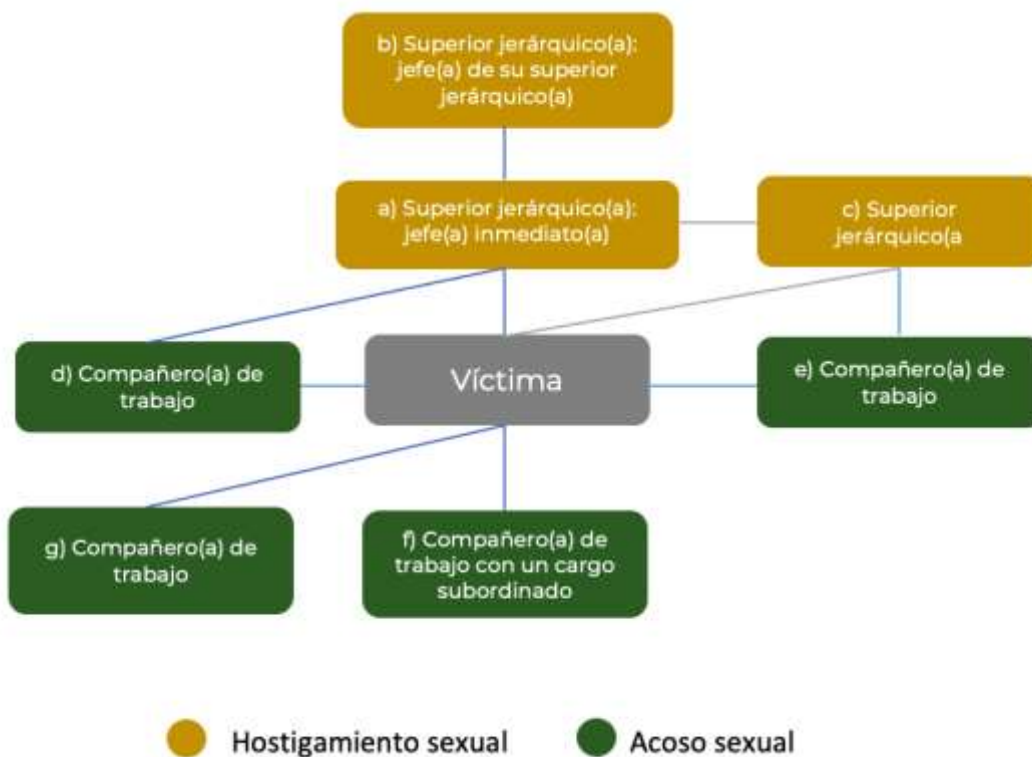 b) Superior jerárquico(a):
jefe(a) de su superior
jerárquico(a)
a) Superior jerárquico(a):
jefe(a) inmediato(a)
c) Superior
jerárquico(a
d) Compañero(a) de
trabajo
Víctima
e) Compañero(a) de
trabajo
g) Compañero(a) de
trabajo
f) Compañero(a) de
trabajo con un cargo
subordinado
Hostigamiento sexual
Acoso sexual